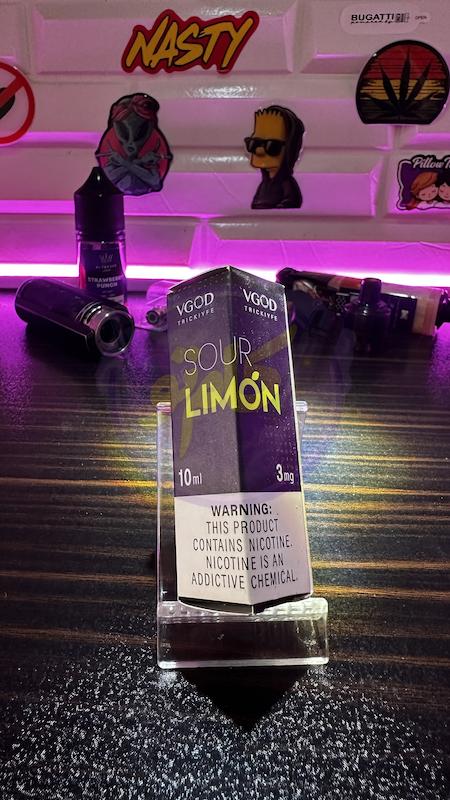 BUGATTI
OPEN
NASTY
STRAWBERRY
PUNCH
VGOD VGOD
TRICKLYFE TRICKLYFE
SOUR
LIMÓN
10ml 3mg
WARNING:
THIS PRODUCT
CONTAINS NICOTINE.
NICOTINE IS AN
ADDICTIVE CHEMICAL.